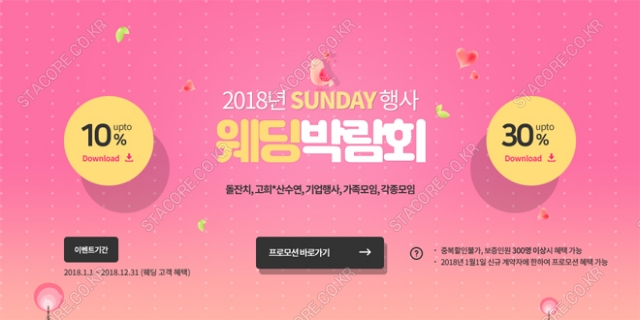 2018년 SUNDAY 행사
웨딩박람회
10 upto %
Download
30 upto %
Download
돌잔치, 고희*산수연, 기업행사, 가족모임, 각종모임
이벤트기간
2018.1.1 ~ 2018.12.31 (웨딩 고객 혜택)
프로모션 바로가기
?
· 중복할인불가, 보증인원 300명 이상시 혜택 가능
· 2018년 1월1일 신규 계약자에 한하여 프로모션 혜택 가능
STACORE.CO.KR